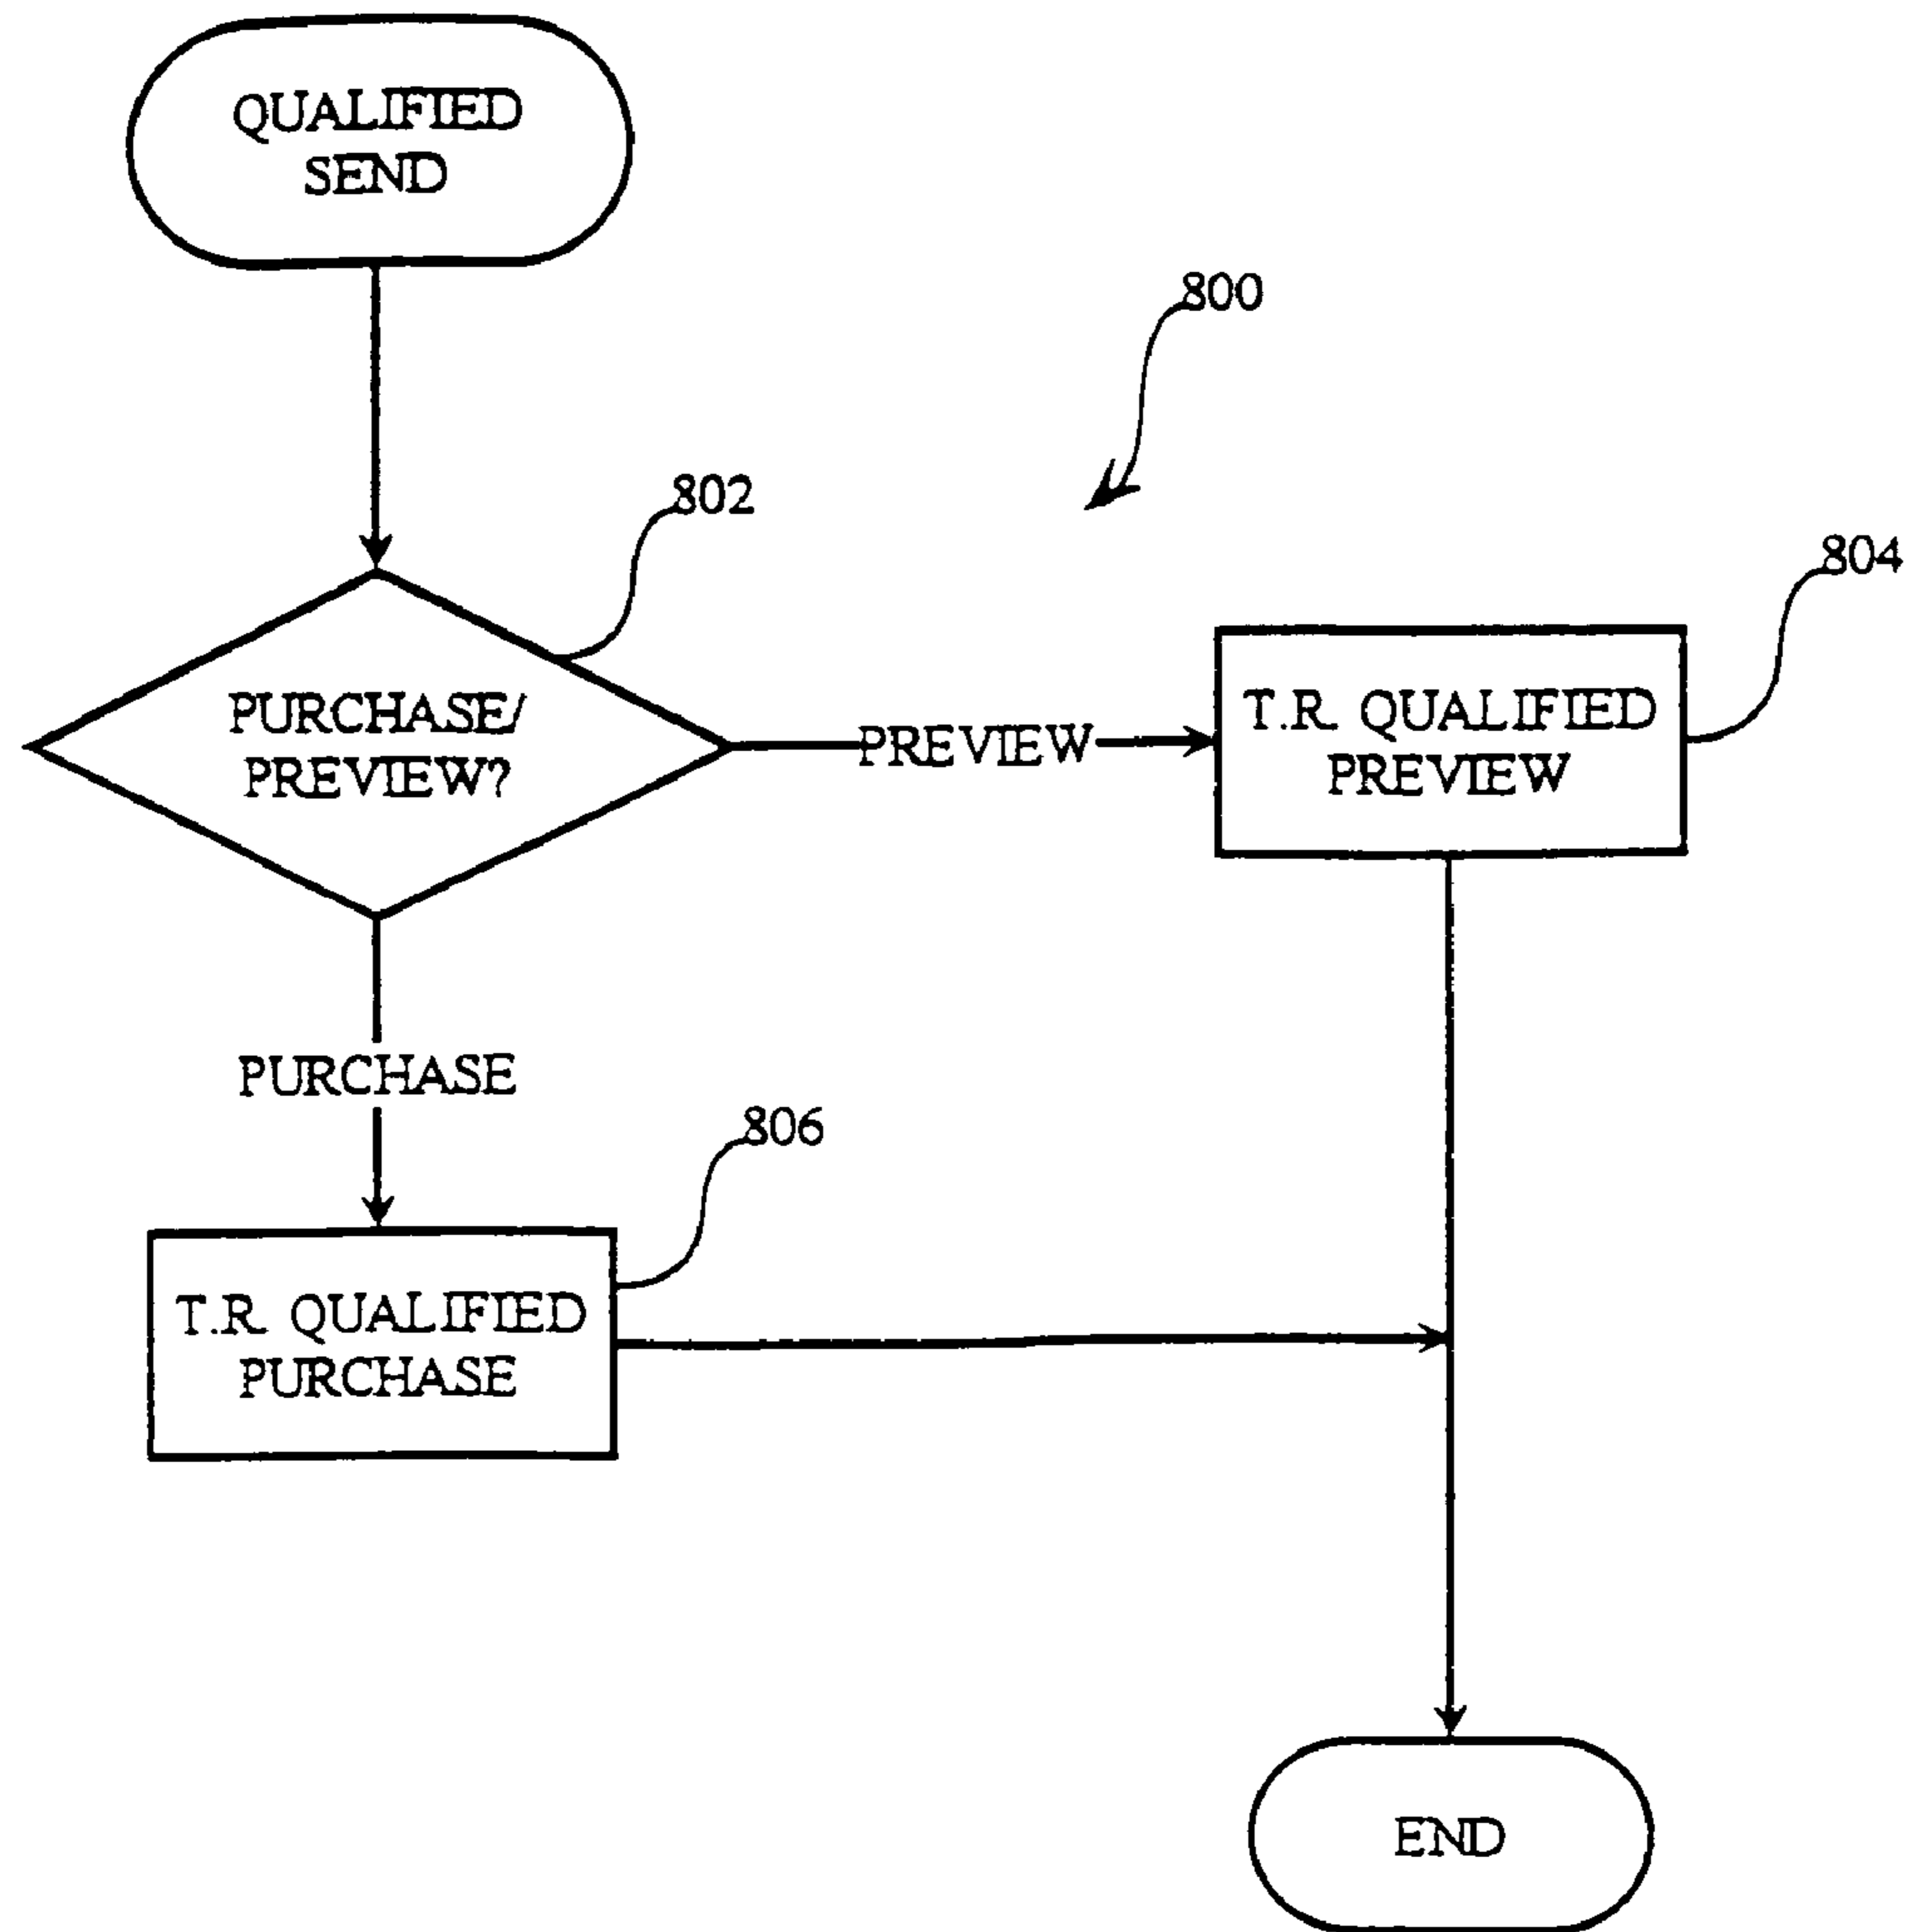 QUALIFIED
SEND
800
802
804
PURCHASE/
PREVIEW?
PREVIEW
T.R. QUALIFIED
PREVIEW
PURCHASE
806
T.R. QUALIFIED
PURCHASE
END